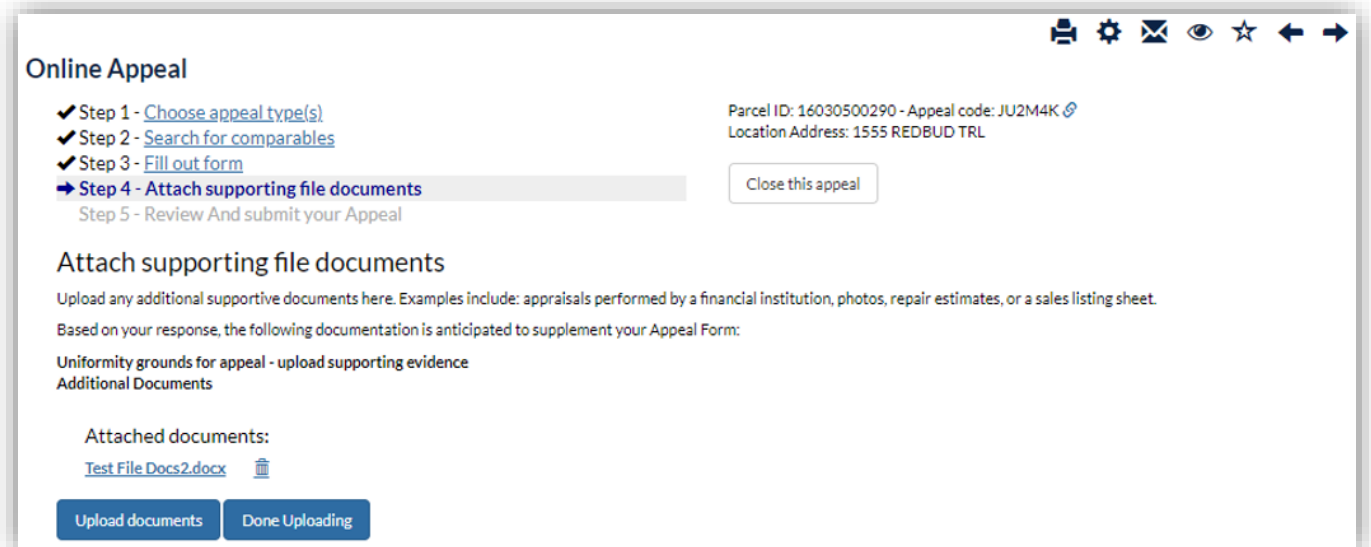 Online Appeal
Step 1 - Choose appeal type(s)
Step 2 - Search for comparables
Step 3 - Fill out form
Step 4 - Attach supporting file documents
Step 5 - Review And submit your Appeal
Parcel ID: 16030500290 - Appeal code: JU2M4K
Location Address: 1555 REDBUD TRL
Close this appeal
Attach supporting file documents
Upload any additional supportive documents here. Examples include: appraisals performed by a financial institution, photos, repair estimates, or a sales listing sheet.
Based on your response, the following documentation is anticipated to supplement your Appeal Form:
Uniformity grounds for appeal - upload supporting evidence
Additional Documents
Attached documents:
Test File Docs2.docx
Upload documents
Done Uploading